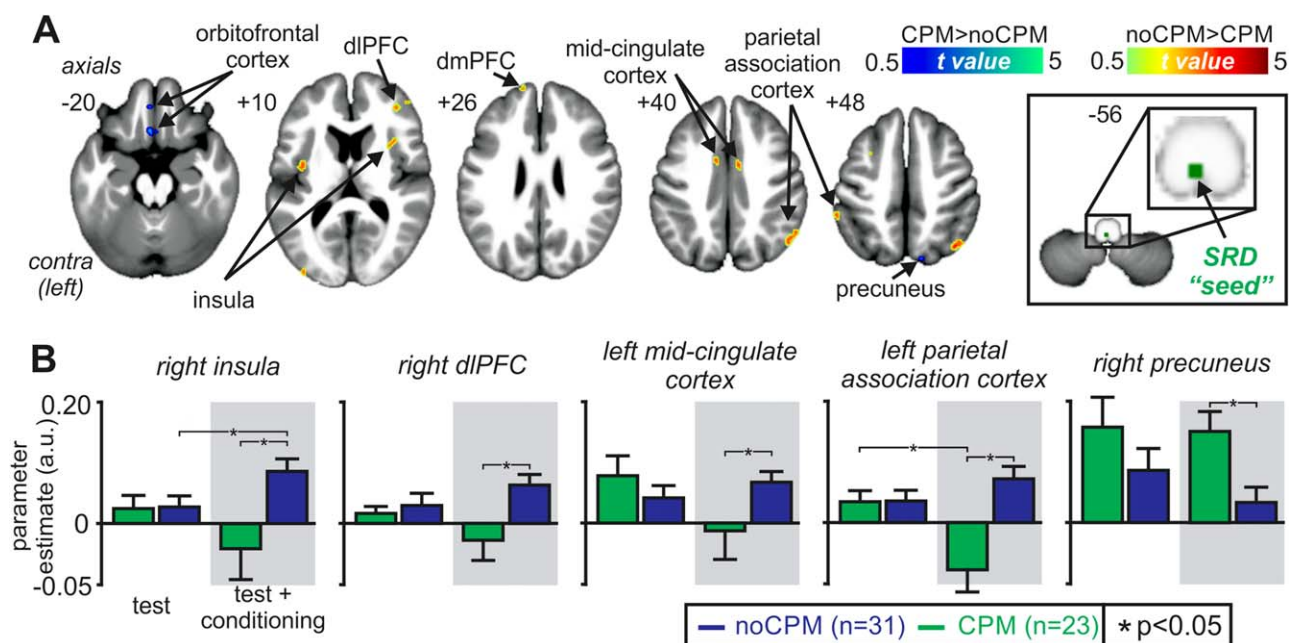 A
axials
-20
orbitofrontal
cortex
dlPFC
+10
dmPFC
+26
mid-cingulate
cortex
+40
parietal
association
cortex
+48
CPM>noCPM
0.5 t value 5
noCPM>CPM
0.5 t value 5
-56
contra
(left)
insula
precuneus
SRD
"seed"
B
right insula
right dlPFC
left mid-cingulate
cortex
left parietal
association cortex
right precuneus
0.20
parameter
estimate (a.u.)
0
-0.05
* *
*
*
* *
*
test
test +
conditioning
noCPM (n=31) CPM (n=23) * p<0.05